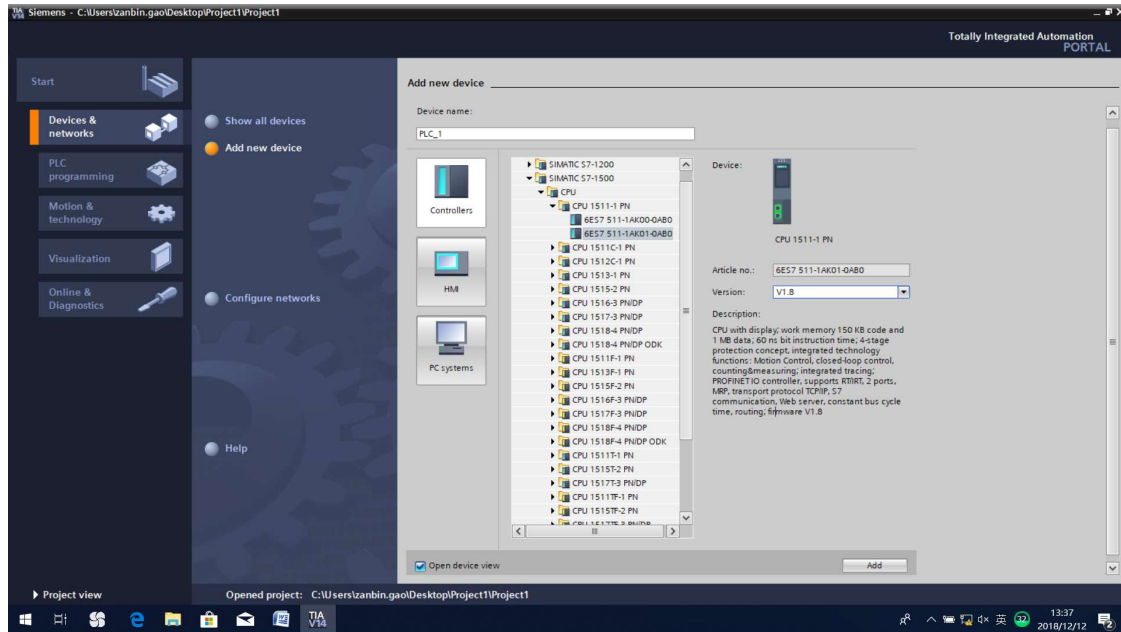 TIA V14 Siemens - C:\Users\zanbin.gao\Desktop\Project1\Project1
Totally Integrated Automation
PORTAL
Start
Devices &
networks
PLC
programming
Motion &
technology
Visualization
Online &
Diagnostics
Show all devices
Add new device
Configure networks
Help
Add new device
Device name:
PLC_1
Controllers
HMI
PC systems
SIMATIC S7-1200
SIMATIC S7-1500
CPU
CPU 1511-1 PN
6ES7 511-1AK00-0AB0
6ES7 511-1AK01-0AB0
CPU 1511C-1 PN
CPU 1512C-1 PN
CPU 1513-1 PN
CPU 1515-2 PN
CPU 1516-3 PN/DP
CPU 1517-3 PN/DP
CPU 1518-4 PN/DP
CPU 1518-4 PN/DP ODK
CPU 1511F-1 PN
CPU 1513F-1 PN
CPU 1515F-2 PN
CPU 1516F-3 PN/DP
CPU 1517F-3 PN/DP
CPU 1518F-4 PN/DP
CPU 1518F-4 PN/DP ODK
CPU 1511T-1 PN
CPU 1515T-2 PN
CPU 1517T-3 PN/DP
CPU 1511TF-1 PN
CPU 1515TF-2 PN
CPU 1517TF-3 PN/DP
Device:
CPU 1511-1 PN
Article no.: 6ES7 511-1AK01-0AB0
Version: V1.8
Description:
CPU with display; work memory 150 KB code and
1 MB data; 60 ns bit instruction time; 4-stage
protection concept, integrated technology
functions: Motion Control, closed-loop control,
counting&measuring; integrated tracing;
PROFINET IO controller, supports RT/IRT, 2 ports,
MRP, transport protocol TCP/IP, S7
communication, Web server, constant bus cycle
time, routing; firmware V1.8
Open device view
Add
Project view
Opened project: C:\Users\zanbin.gao\Desktop\Project1\Project1
TIA
V14
英
32
13:37
2018/12/12
2